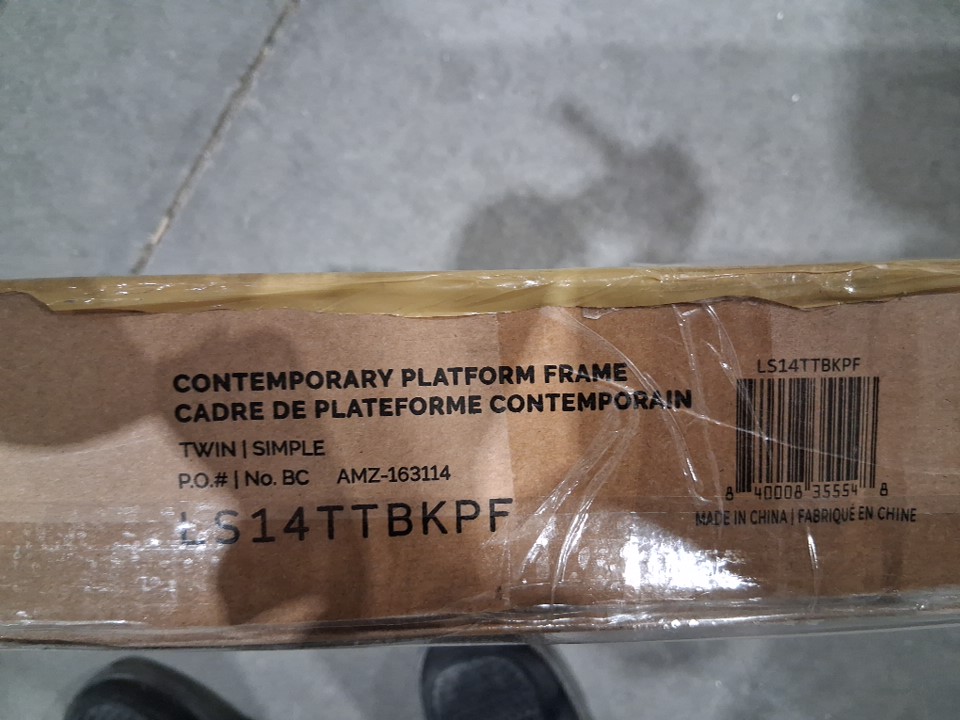 CONTEMPORARY PLATFORM FRAME
CADRE DE PLATEFORME CONTEMPORAIN
TWIN | SIMPLE
P.O.# | No. BC AMZ-163114
LS14TTBKPF
LS14TTBKPF
8 40008 35554 8
MADE IN CHINA | FABRIQUÉ EN CHINE